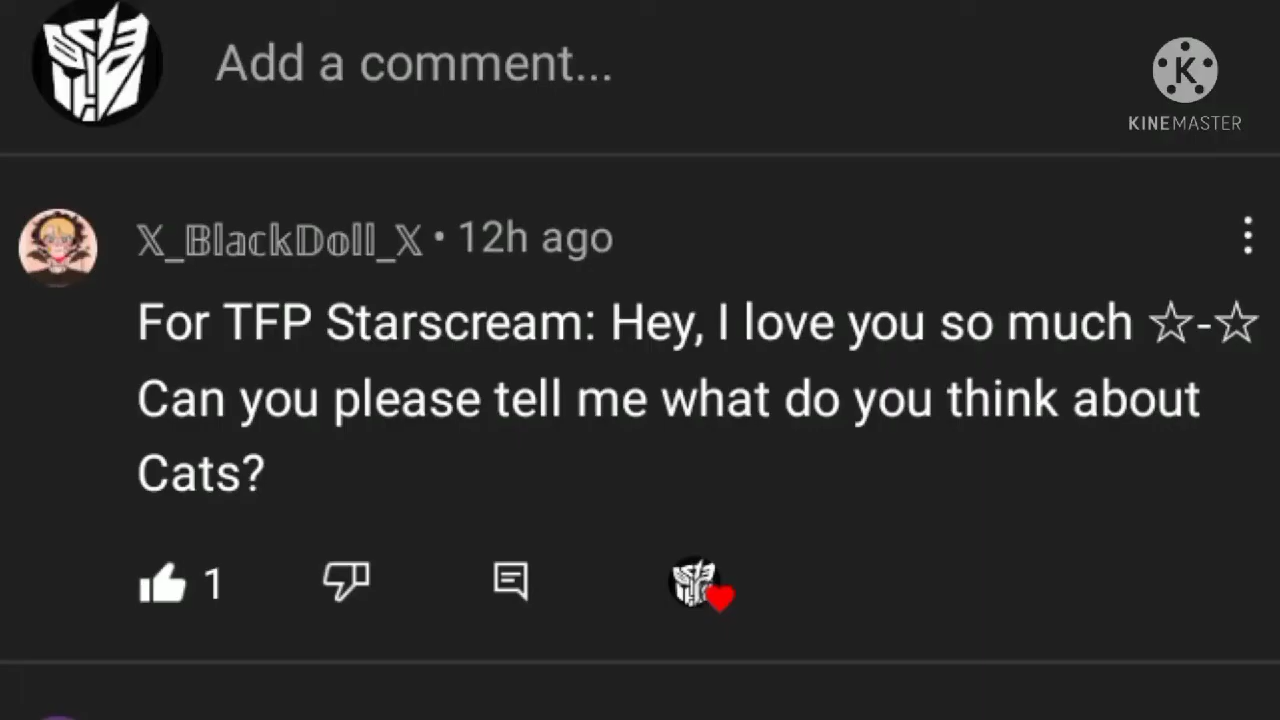 Add a comment...
K
KINEMASTER
𝕏_𝔹𝕝𝕒𝕔𝕜𝔻𝕠𝕝𝕝_𝕏 • 12h ago
For TFP Starscream: Hey, I love you so much ☆-☆
Can you please tell me what do you think about
Cats?
1